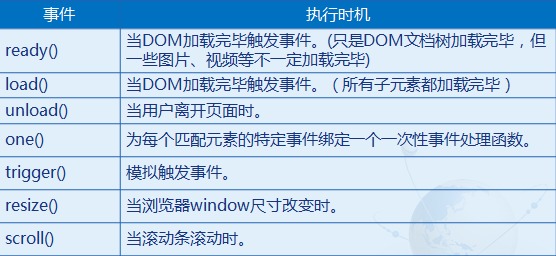 事件 执行时机
ready() 当DOM加载完毕触发事件。(只是DOM文档树加载完毕，但
一些图片、视频等不一定加载完毕)
load() 当DOM加载完毕触发事件。（所有子元素都加载完毕）
unload() 当用户离开页面时。
one() 为每个匹配元素的特定事件绑定一个一次性事件处理函数。
trigger() 模拟触发事件。
resize() 当浏览器window尺寸改变时。
scroll() 当滚动条滚动时。